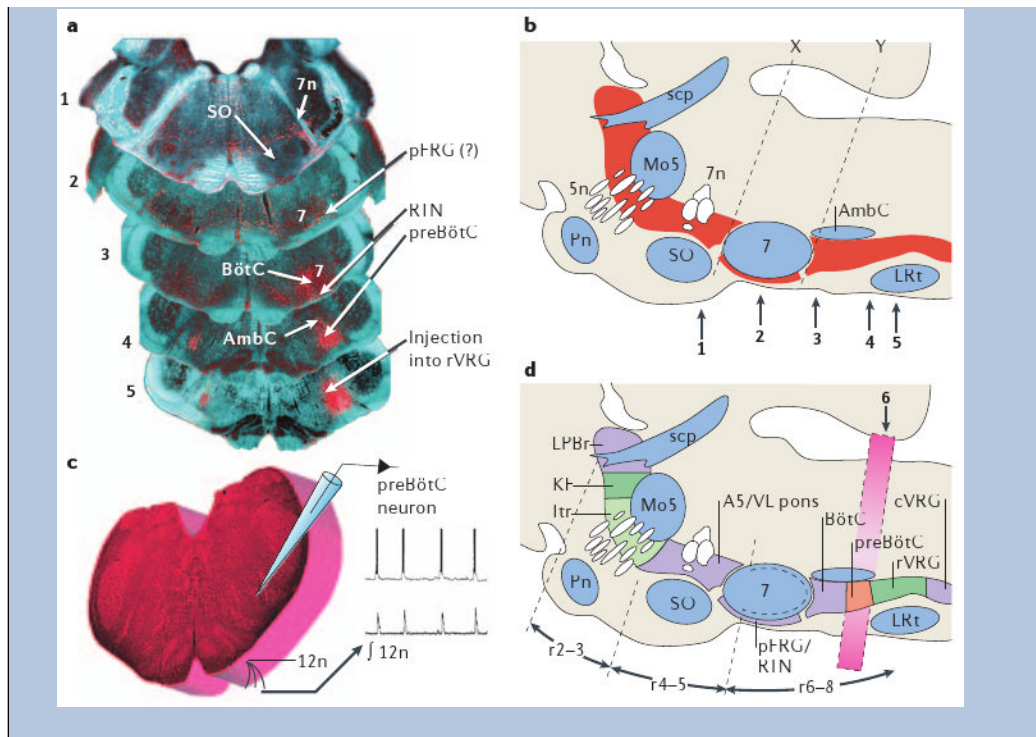 a
1
2
3
4
5
SO
7n
pFRG (?)
7
RIN
preBötC
BötC
7
AmbC
Injection
into rVRG
b
X
Y
scp
Mo5
5n
7n
Pn
SO
7
AmbC
LRt
1
2
3
4
5
c
preBötC
neuron
∫ 12n
12n
d
6
LPBr
scp
KF
Itr
Mo5
A5/VL pons
BötC
cVRG
preBötC
rVRG
Pn
SO
7
LRt
pFRG/
RIN
r2–3
r4–5
r6–8